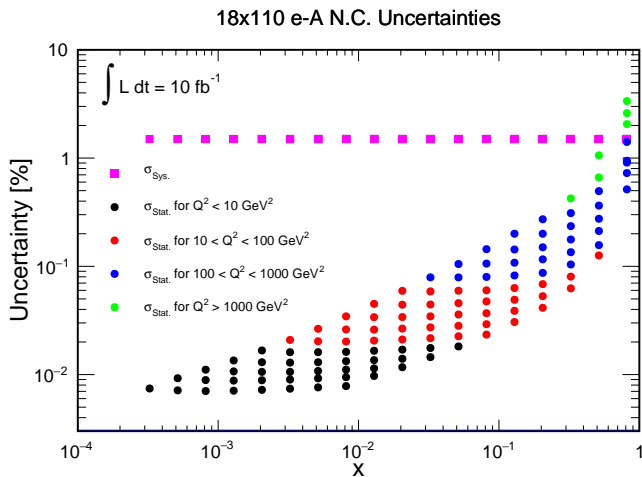 18x110 e-A N.C. Uncertainties
∫ L dt = 10 fb⁻¹
σSys.
σStat. for Q² < 10 GeV²
σStat. for 10 < Q² < 100 GeV²
σStat. for 100 < Q² < 1000 GeV²
σStat. for Q² > 1000 GeV²
Uncertainty [%]
10
1
10⁻¹
10⁻²
10⁻⁴ 10⁻³ 10⁻² 10⁻¹ 1
x